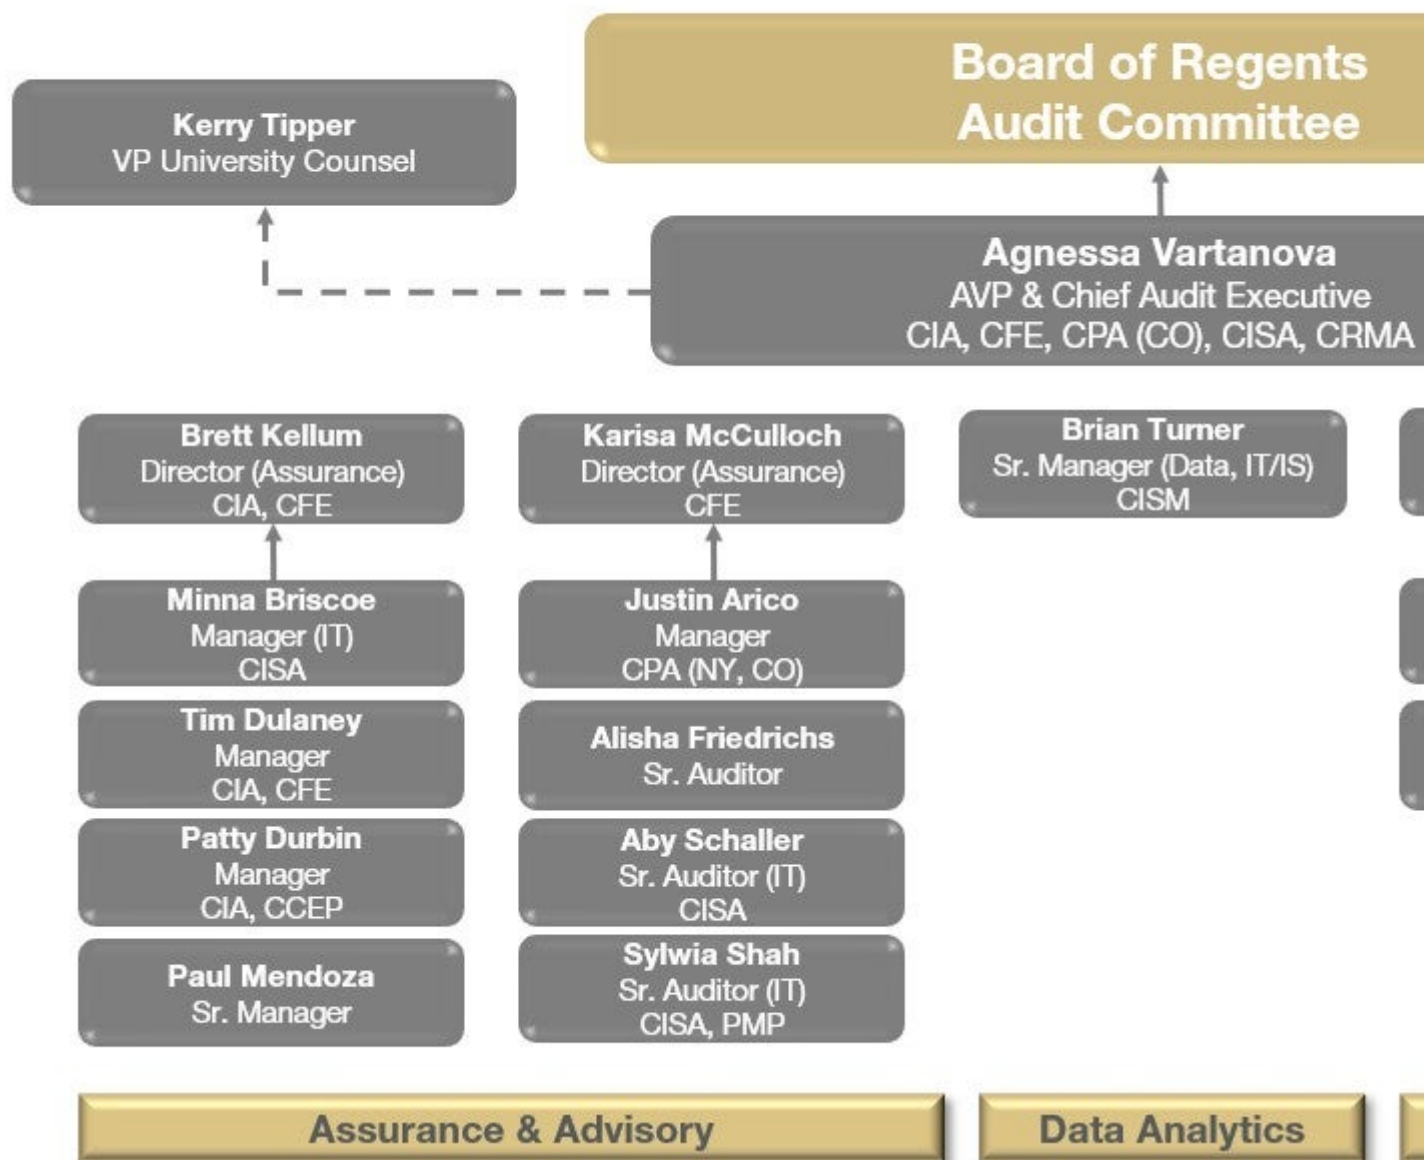 Board of Regents
Audit Committee
Kerry Tipper
VP University Counsel
Agnessa Vartanova
AVP & Chief Audit Executive
CIA, CFE, CPA (CO), CISA, CRMA
Brett Kellum
Director (Assurance)
CIA, CFE
Karisa McCulloch
Director (Assurance)
CFE
Brian Turner
Sr. Manager (Data, IT/IS)
CISM
Minna Briscoe
Manager (IT)
CISA
Justin Arico
Manager
CPA (NY, CO)
Tim Dulaney
Manager
CIA, CFE
Alisha Friedrichs
Sr. Auditor
Patty Durbin
Manager
CIA, CCEP
Aby Schaller
Sr. Auditor (IT)
CISA
Paul Mendoza
Sr. Manager
Sylwia Shah
Sr. Auditor (IT)
CISA, PMP
Assurance & Advisory
Data Analytics